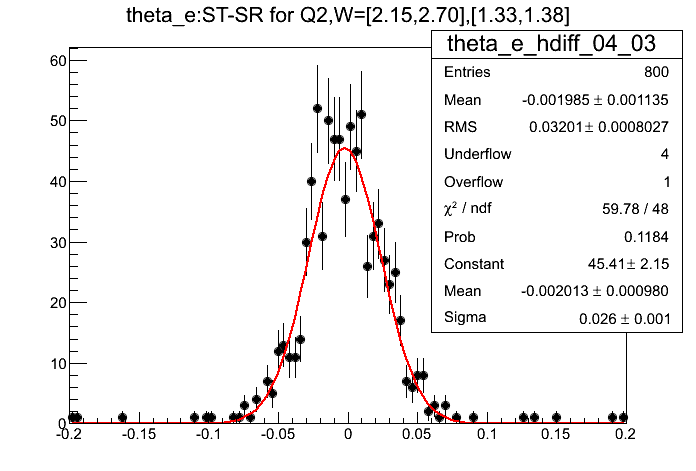 theta_e:ST-SR for Q2,W=[2.15,2.70],[1.33,1.38]
theta_e_hdiff_04_03
Entries 800
Mean -0.001985 ± 0.001135
RMS 0.03201 ± 0.0008027
Underflow 4
Overflow 1
χ² / ndf 59.78 / 48
Prob 0.1184
Constant 45.41 ± 2.15
Mean -0.002013 ± 0.000980
Sigma 0.026 ± 0.001
60
50
40
30
20
10
0
-0.2 -0.15 -0.1 -0.05 0 0.05 0.1 0.15 0.2